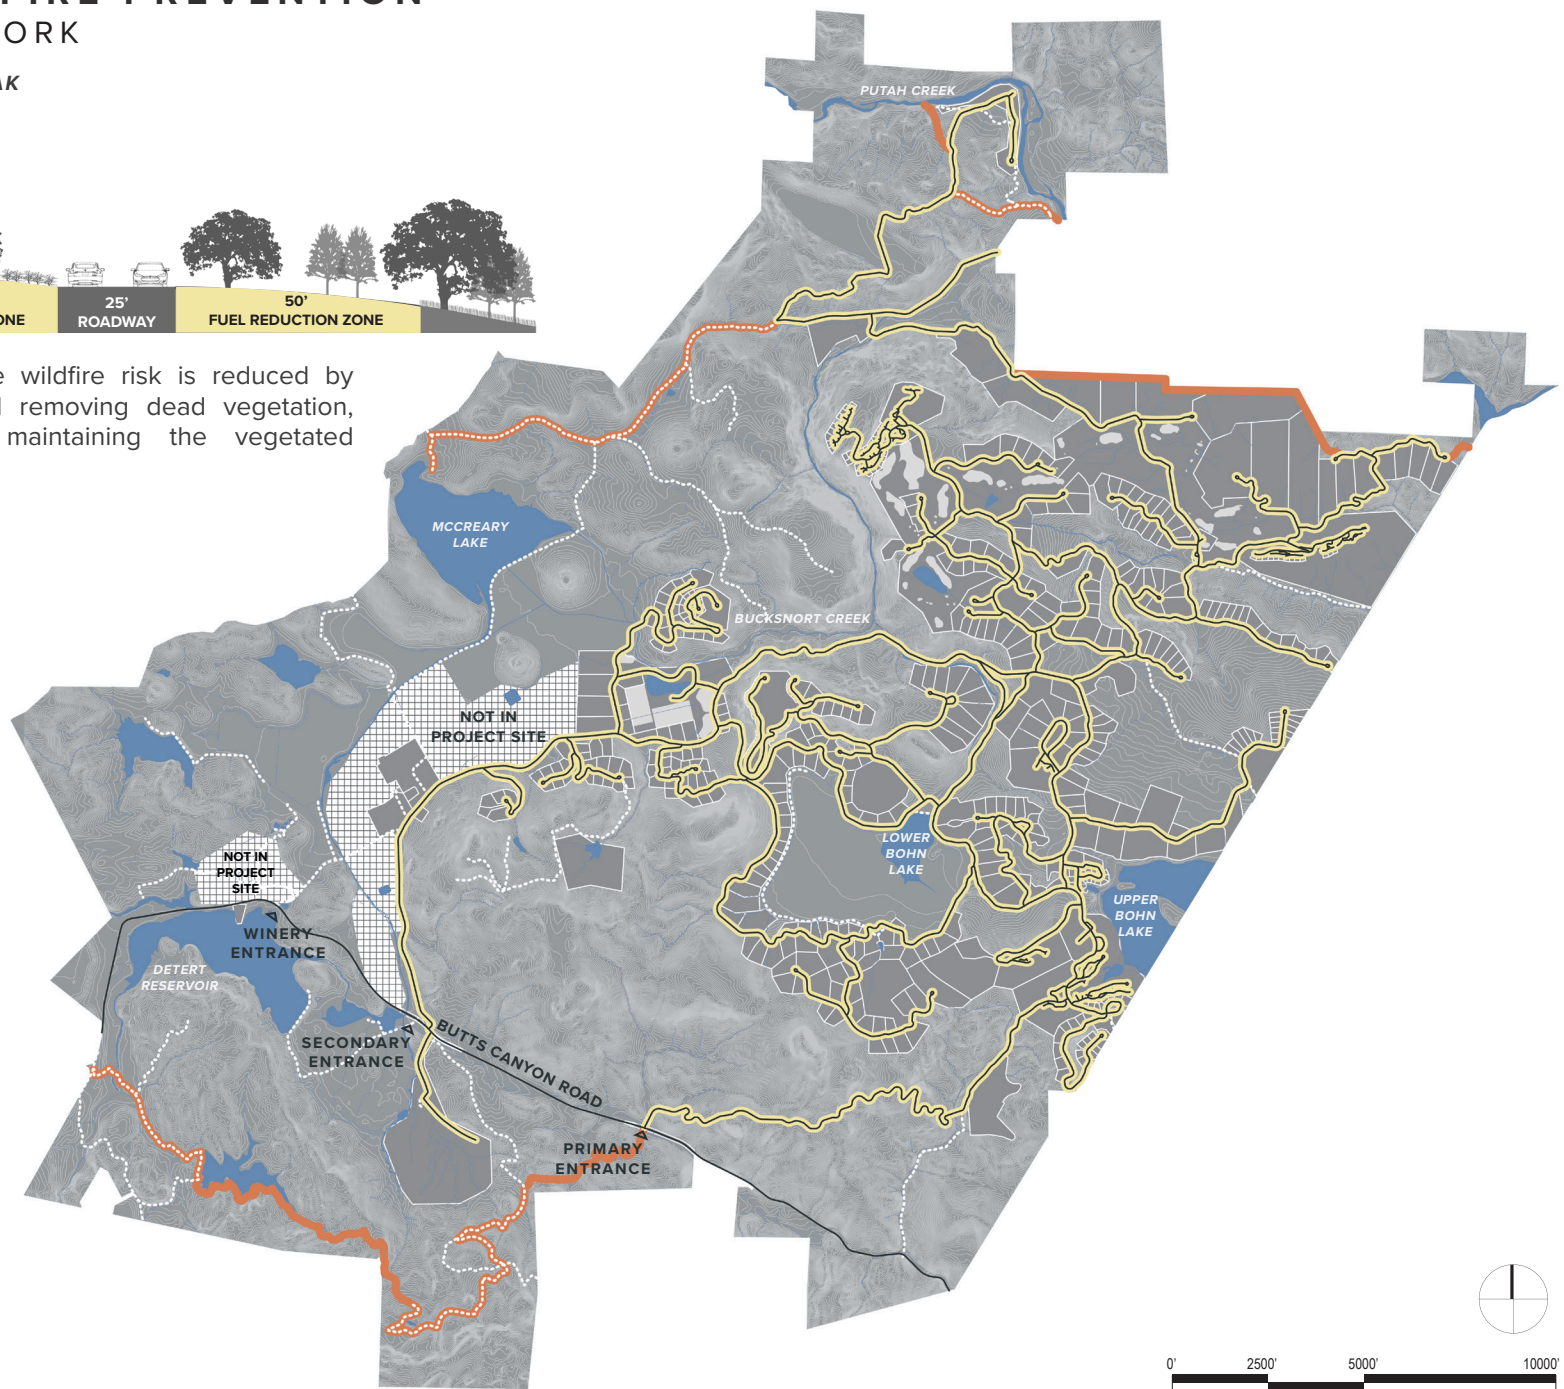 PREVENTION
ORK
AK
25'
ROADWAY
50'
FUEL REDUCTION ZONE
wildfire risk is reduced by
removing dead vegetation,
maintaining the vegetated
PUTAH CREEK
MCCREARY
LAKE
BUCKSNORT CREEK
NOT IN
PROJECT SITE
NOT IN
PROJECT
SITE
LOWER
BOHN
LAKE
UPPER
BOHN
LAKE
WINERY
ENTRANCE
DETERT
RESERVOIR
SECONDARY
ENTRANCE
BUTTS CANYON ROAD
PRIMARY
ENTRANCE
0' 2500' 5000' 10000'